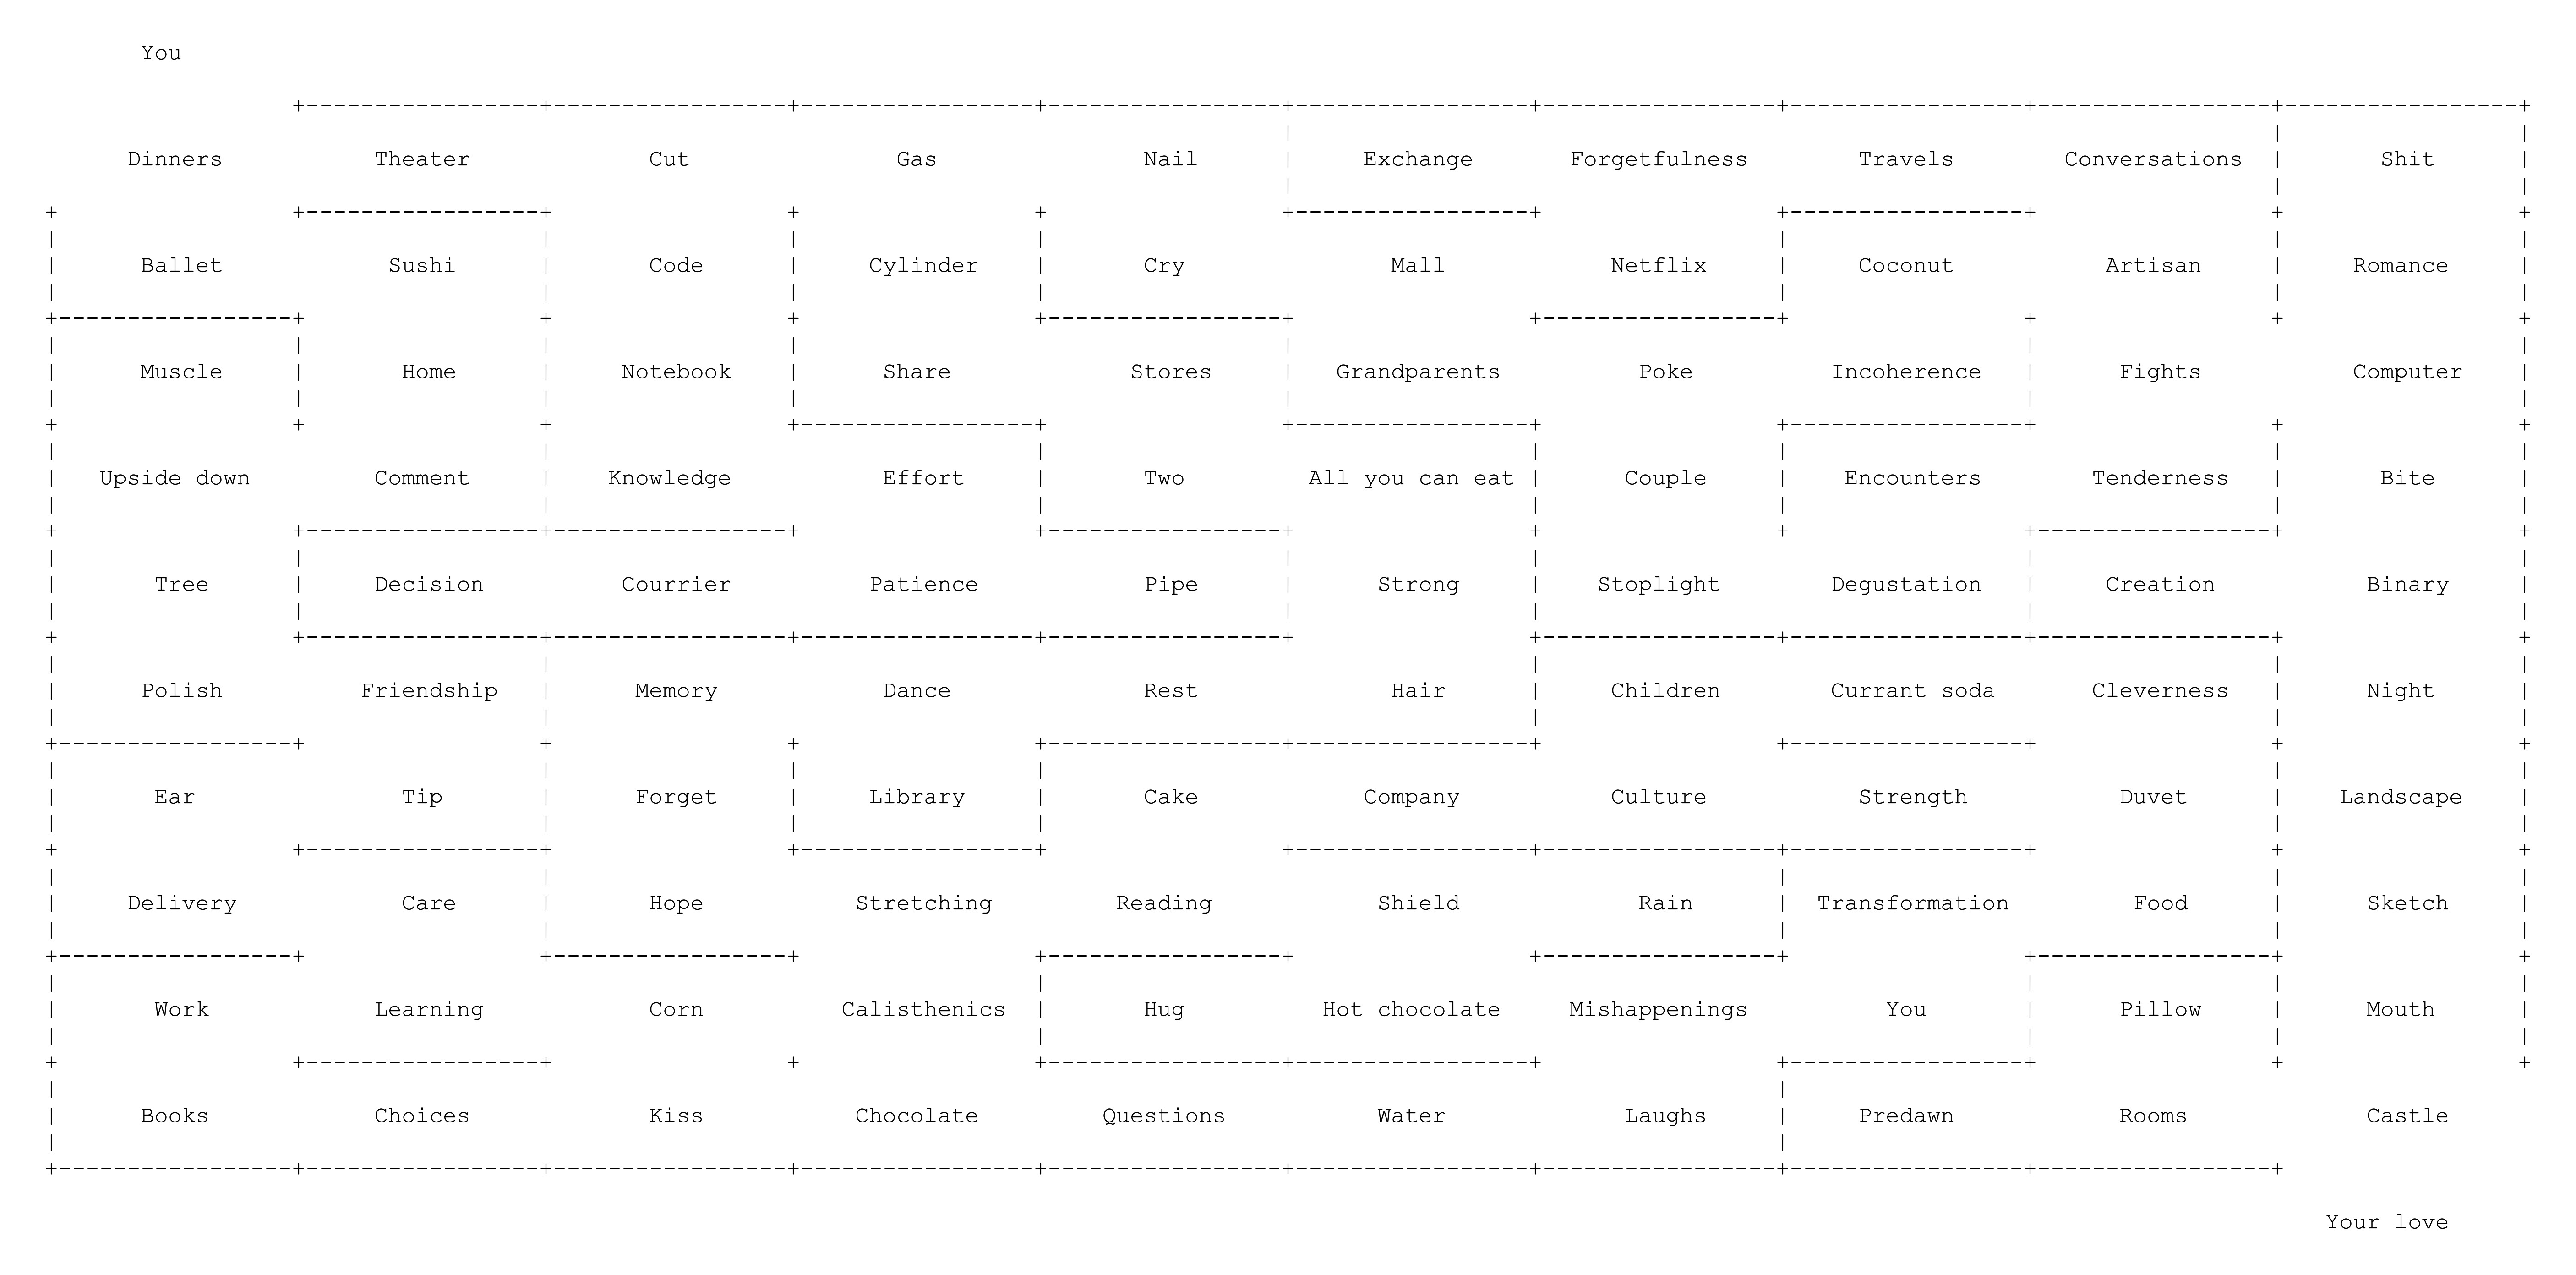 You
Dinners Theater Cut Gas Nail Exchange Forgetfulness Travels Conversations Shit
Ballet Sushi Code Cylinder Cry Mall Netflix Coconut Artisan Romance
Muscle Home Notebook Share Stores Grandparents Poke Incoherence Fights Computer
Upside down Comment Knowledge Effort Two All you can eat Couple Encounters Tenderness Bite
Tree Decision Courrier Patience Pipe Strong Stoplight Degustation Creation Binary
Polish Friendship Memory Dance Rest Hair Children Currant soda Cleverness Night
Ear Tip Forget Library Cake Company Culture Strength Duvet Landscape
Delivery Care Hope Stretching Reading Shield Rain Transformation Food Sketch
Work Learning Corn Calisthenics Hug Hot chocolate Mishappenings You Pillow Mouth
Books Choices Kiss Chocolate Questions Water Laughs Predawn Rooms Castle
Your love